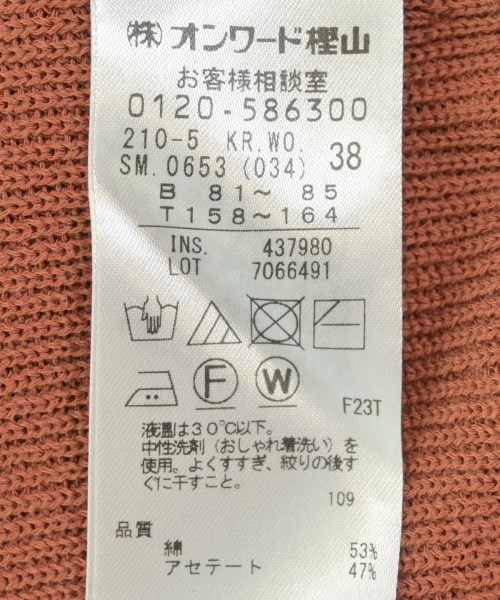 ㈱オンワード樫山
お客様相談室
0120-586300
210-5 KR.WO.
SM.0653 (034) 38
B 81～ 85
T 158～164
INS. 437980
LOT 7066491
F W
F23T
液温は30℃以下。
中性洗剤（おしゃれ着洗い）を
使用。よくすすぎ、絞りの後す
ぐに干すこと。
109
品質
綿 53%
アセテート 47%